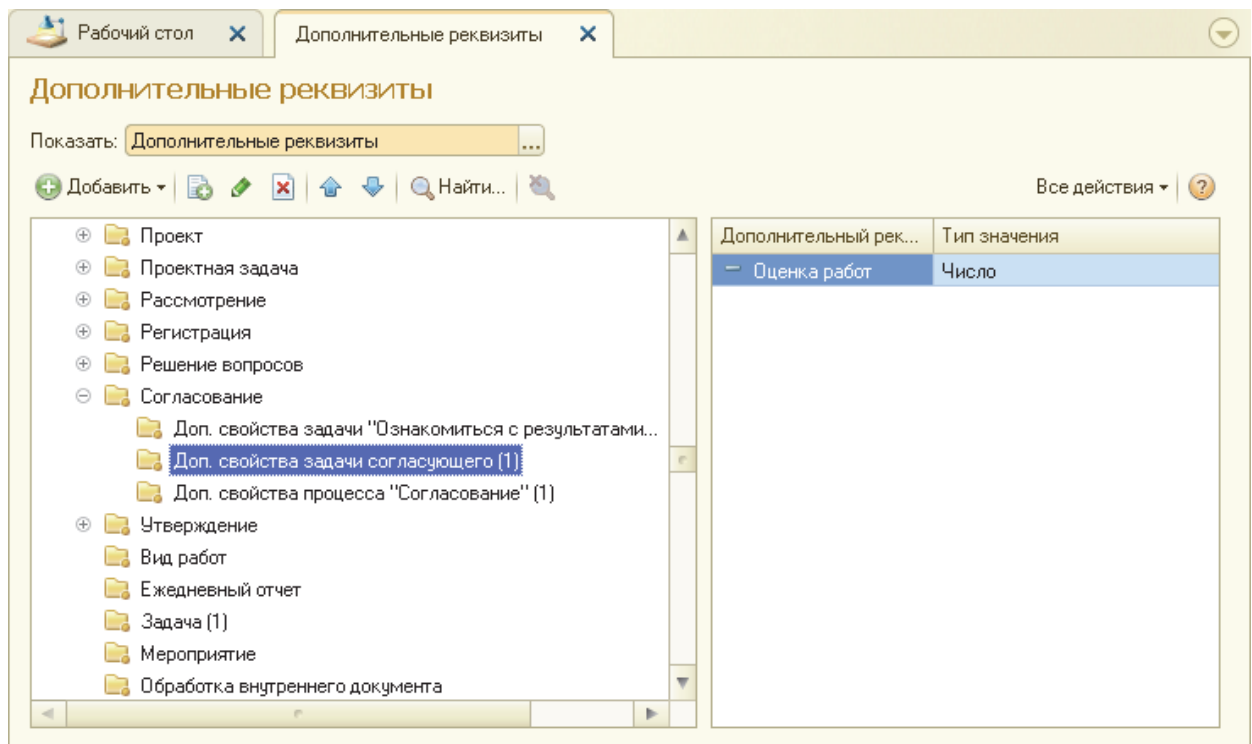 Рабочий стол
Дополнительные реквизиты
Дополнительные реквизиты
Показать: Дополнительные реквизиты ...
Добавить Найти... Все действия ?
Проект
Проектная задача
Рассмотрение
Регистрация
Решение вопросов
Согласование
Доп. свойства задачи "Ознакомиться с результатами...
Доп. свойства задачи согласующего (1)
Доп. свойства процесса "Согласование" (1)
Утверждение
Вид работ
Ежедневный отчет
Задача (1)
Мероприятие
Обработка внутреннего документа
Дополнительный рек... Тип значения
Оценка работ Число